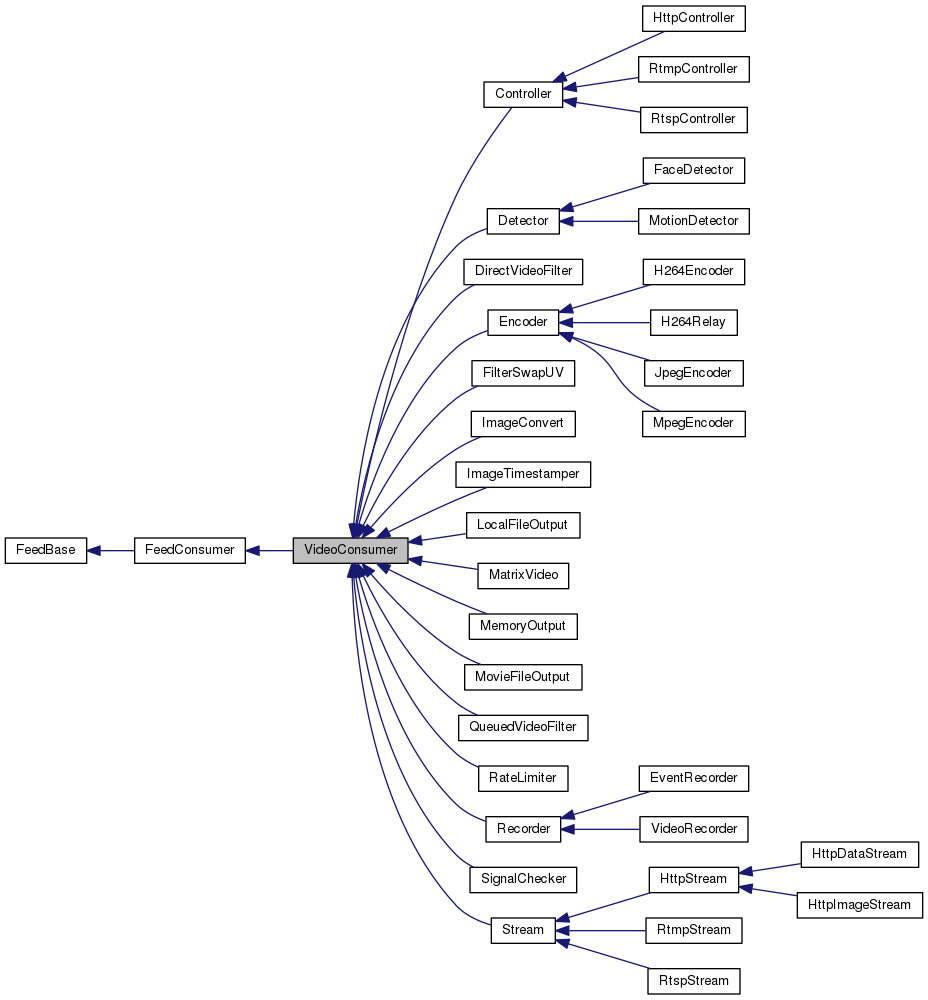 HttpController
RtmpController
Controller
RtspController
FaceDetector
Detector
MotionDetector
DirectVideoFilter
H264Encoder
Encoder
H264Relay
FilterSwapUV
JpegEncoder
ImageConvert
MpegEncoder
ImageTimestamper
LocalFileOutput
FeedBase
FeedConsumer
VideoConsumer
MatrixVideo
MemoryOutput
MovieFileOutput
QueuedVideoFilter
RateLimiter
EventRecorder
Recorder
VideoRecorder
HttpDataStream
SignalChecker
HttpStream
HttpImageStream
Stream
RtmpStream
RtspStream